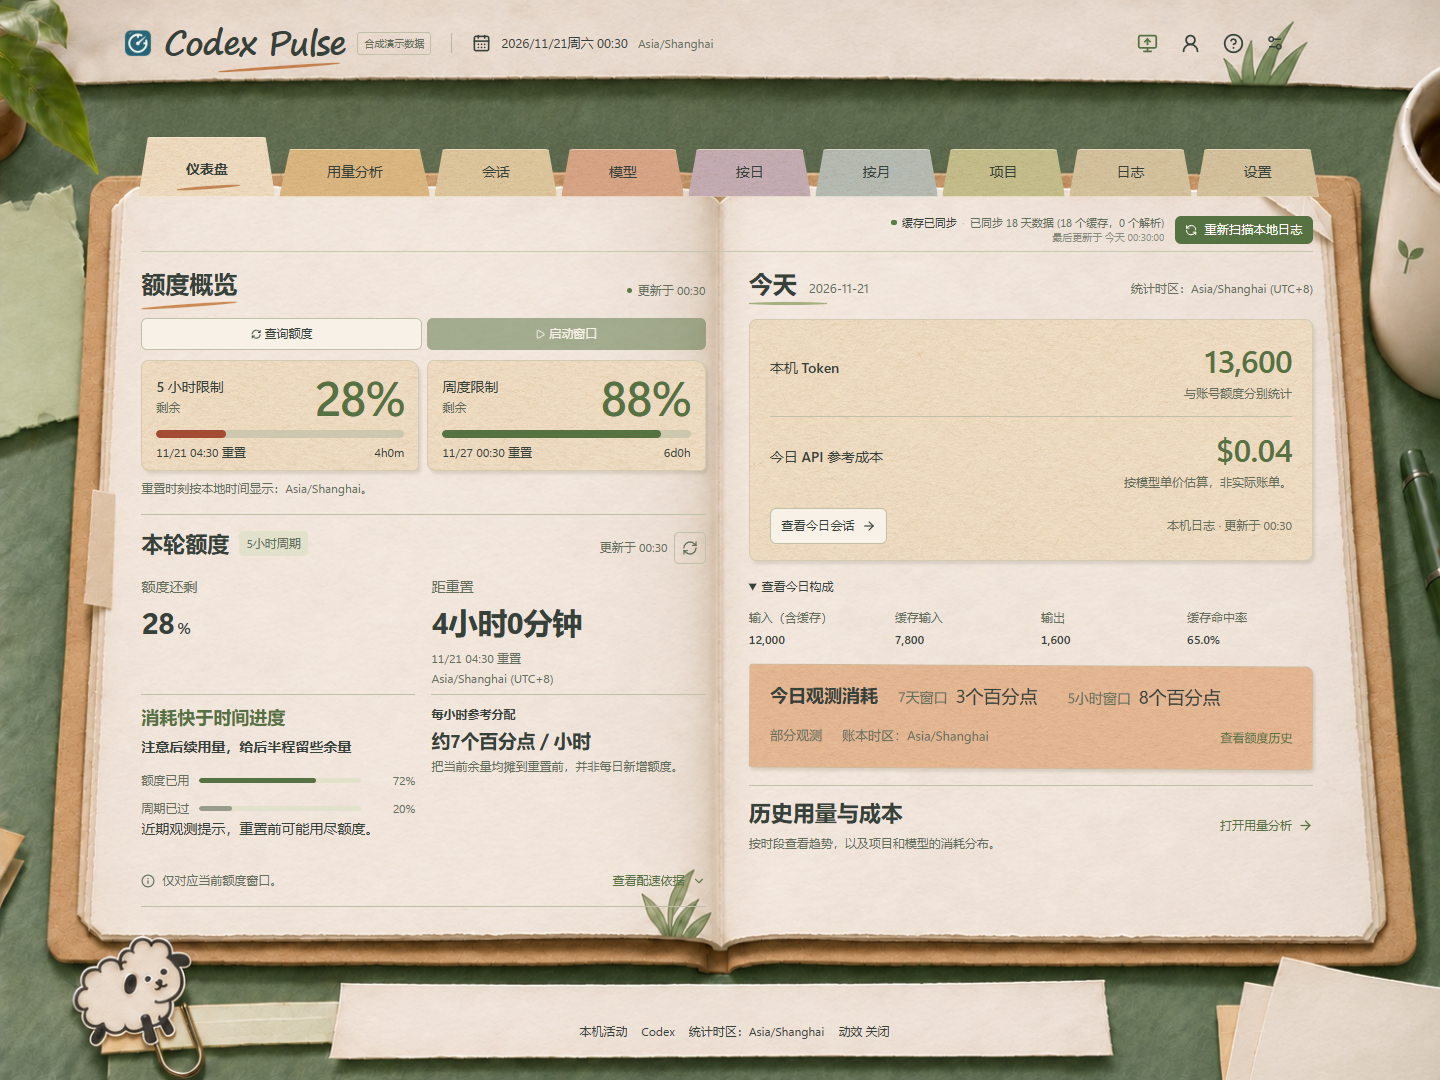 Codex Pulse 合成演示数据 2026/11/21周六 00:30 Asia/Shanghai
仪表盘 用量分析 会话 模型 按日 按月 项目 日志 设置
缓存已同步 · 已同步 18 天数据 (18 个缓存，0 个解析)
最后更新于 今天 00:30:00
重新扫描本地日志
额度概览
更新于 00:30
查询额度
启动窗口
5 小时限制
剩余
28%
11/21 04:30 重置 4h0m
周度限制
剩余
88%
11/27 00:30 重置 6d0h
重置时刻按本地时间显示：Asia/Shanghai。
本轮额度 5小时周期
更新于 00:30
额度还剩
28 %
距重置
4小时0分钟
11/21 04:30 重置
Asia/Shanghai (UTC+8)
消耗快于时间进度
注意后续用量，给后半程留些余量
额度已用 72%
周期已过 20%
近期观测提示，重置前可能用尽额度。
每小时参考分配
约7个百分点 / 小时
把当前余量均摊到重置前，并非每日新增额度。
仅对应当前额度窗口。
查看配速依据
今天 2026-11-21
统计时区：Asia/Shanghai (UTC+8)
本机 Token
13,600
与账号额度分别统计
今日 API 参考成本
$0.04
按模型单价估算，非实际账单。
查看今日会话 →
本机日志 · 更新于 00:30
▼ 查看今日构成
输入（含缓存） 缓存输入 输出 缓存命中率
12,000 7,800 1,600 65.0%
今日观测消耗 7天窗口 3个百分点 5小时窗口 8个百分点
部分观测 账本时区：Asia/Shanghai
查看额度历史
历史用量与成本
按时段查看趋势，以及项目和模型的消耗分布。
打开用量分析 →
本机活动 Codex 统计时区：Asia/Shanghai 动效 关闭